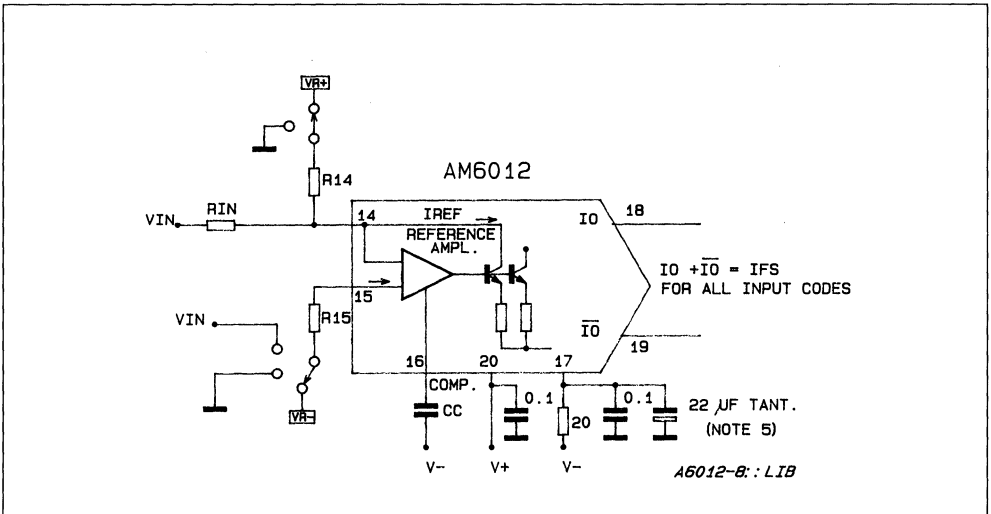 VR+
R14
AM6012
VIN
RIN
14
IREF
IO
18
REFERENCE
AMPL.
IO + I̅O̅ = IFS
FOR ALL INPUT CODES
15
R15
VIN
I̅O̅
19
16
20
17
VR-
COMP.
CC
0.1
20
0.1
22 µF TANT.
(NOTE 5)
V-
V+
V-
A6012-8::LIB